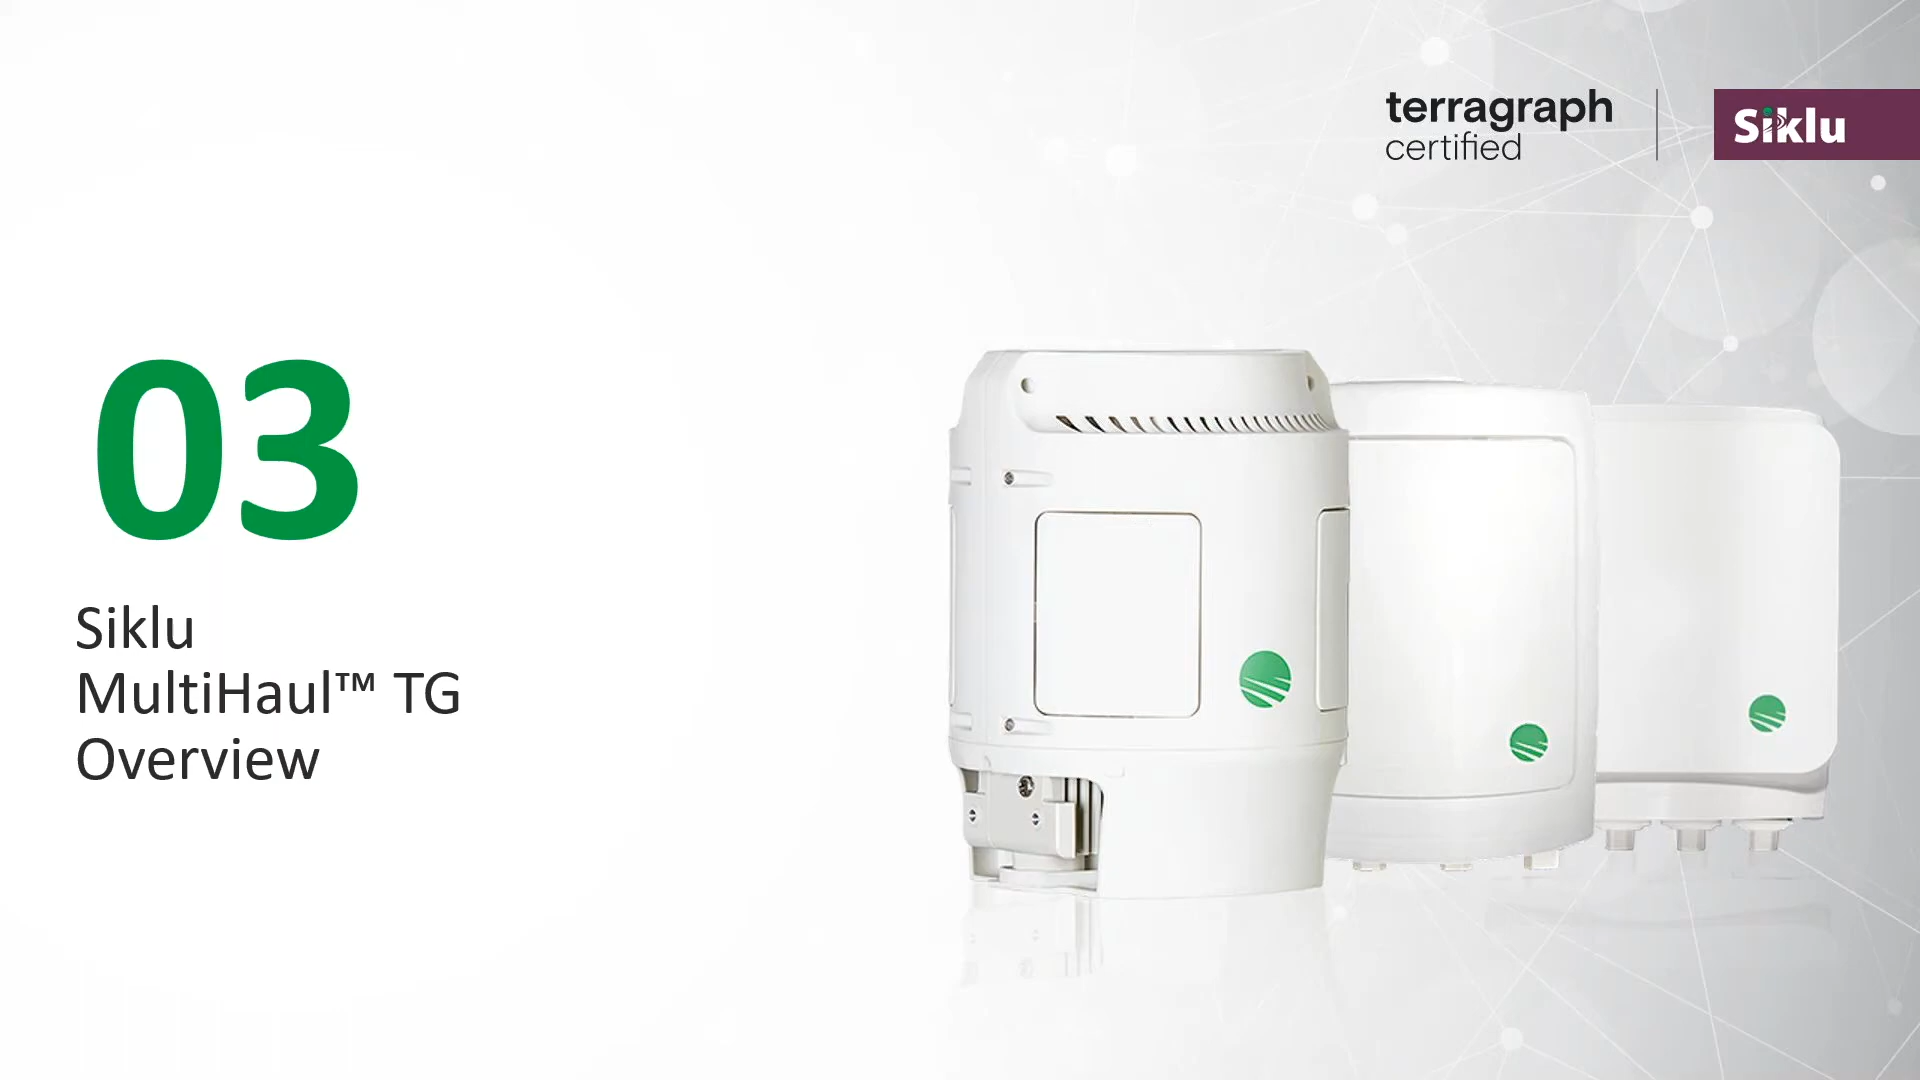 terragraph
certified
Siklu
03
Siklu
MultiHaul™ TG
Overview